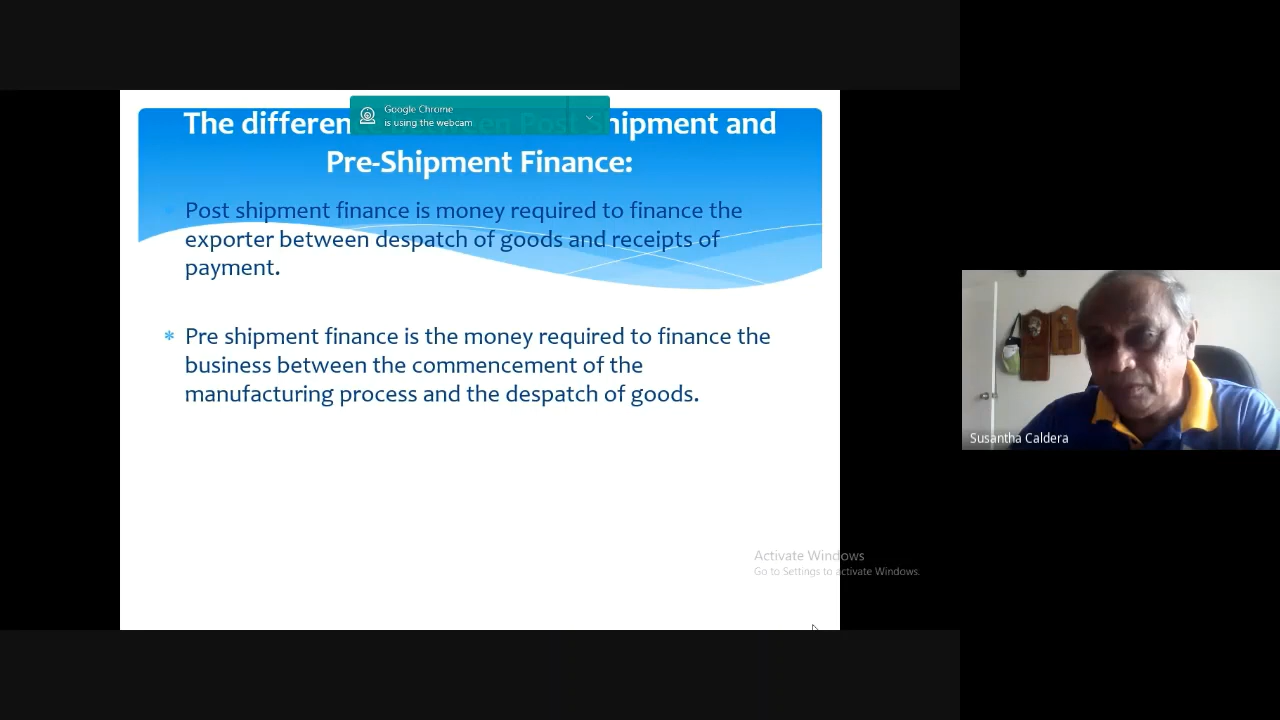 The differen en Post Shipment and
Google Chrome
is using the webcam
Pre-Shipment Finance:
Post shipment finance is money required to finance the
exporter between despatch of goods and receipts of
payment.
* Pre shipment finance is the money required to finance the
business between the commencement of the
manufacturing process and the despatch of goods.
Susantha Caldera
Activate Windows
Go to Settings to activate Windows.